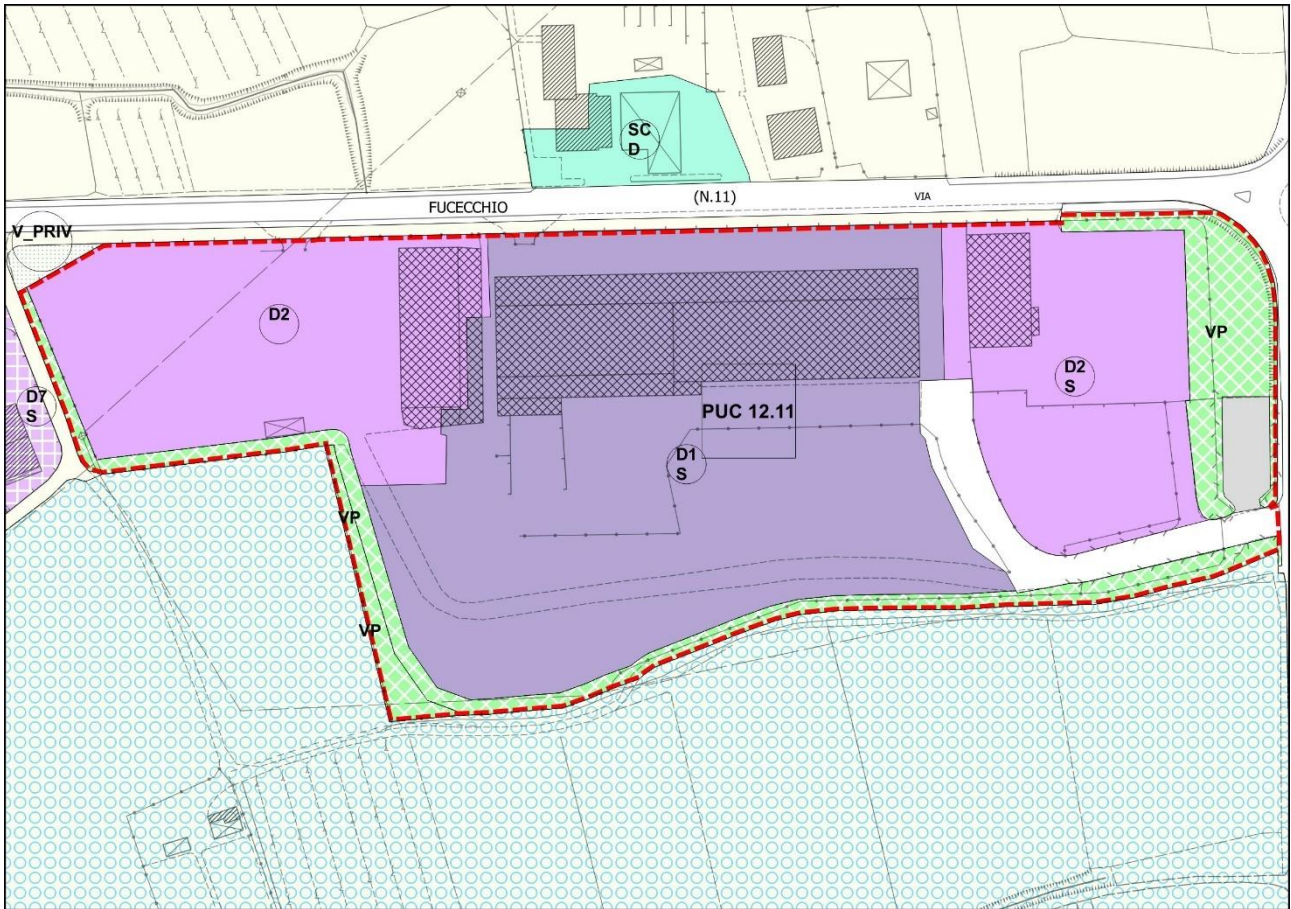 SC
D
(N.11)
VIA
FUCECCHIO
V_PRIV
D2
VP
D2
S
D7
S
PUC 12.11
D1
S
VP
VP